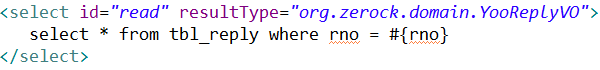 <select id="read" resultType="org.zerock.domain.YooReplyVO">
select * from tbl_reply where rno = #{rno}
</select>